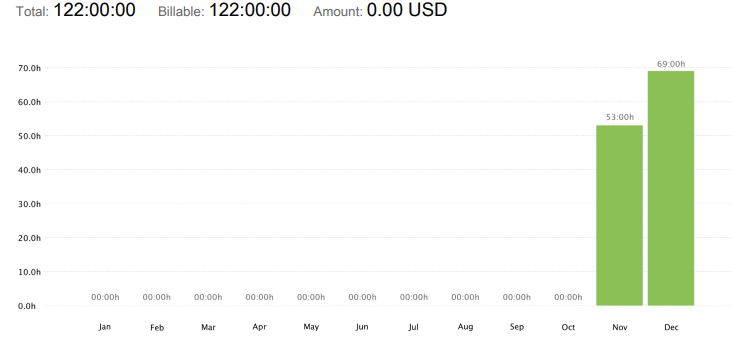 Total: 122:00:00 Billable: 122:00:00 Amount: 0.00 USD
69:00h
70.0h
60.0h
53:00h
50.0h
40.0h
30.0h
20.0h
10.0h
00:00h 00:00h 00:00h 00:00h 00:00h 00:00h 00:00h 00:00h 00:00h 00:00h
0.0h
Jan Feb Mar Apr May Jun Jul Aug Sep Oct Nov Dec